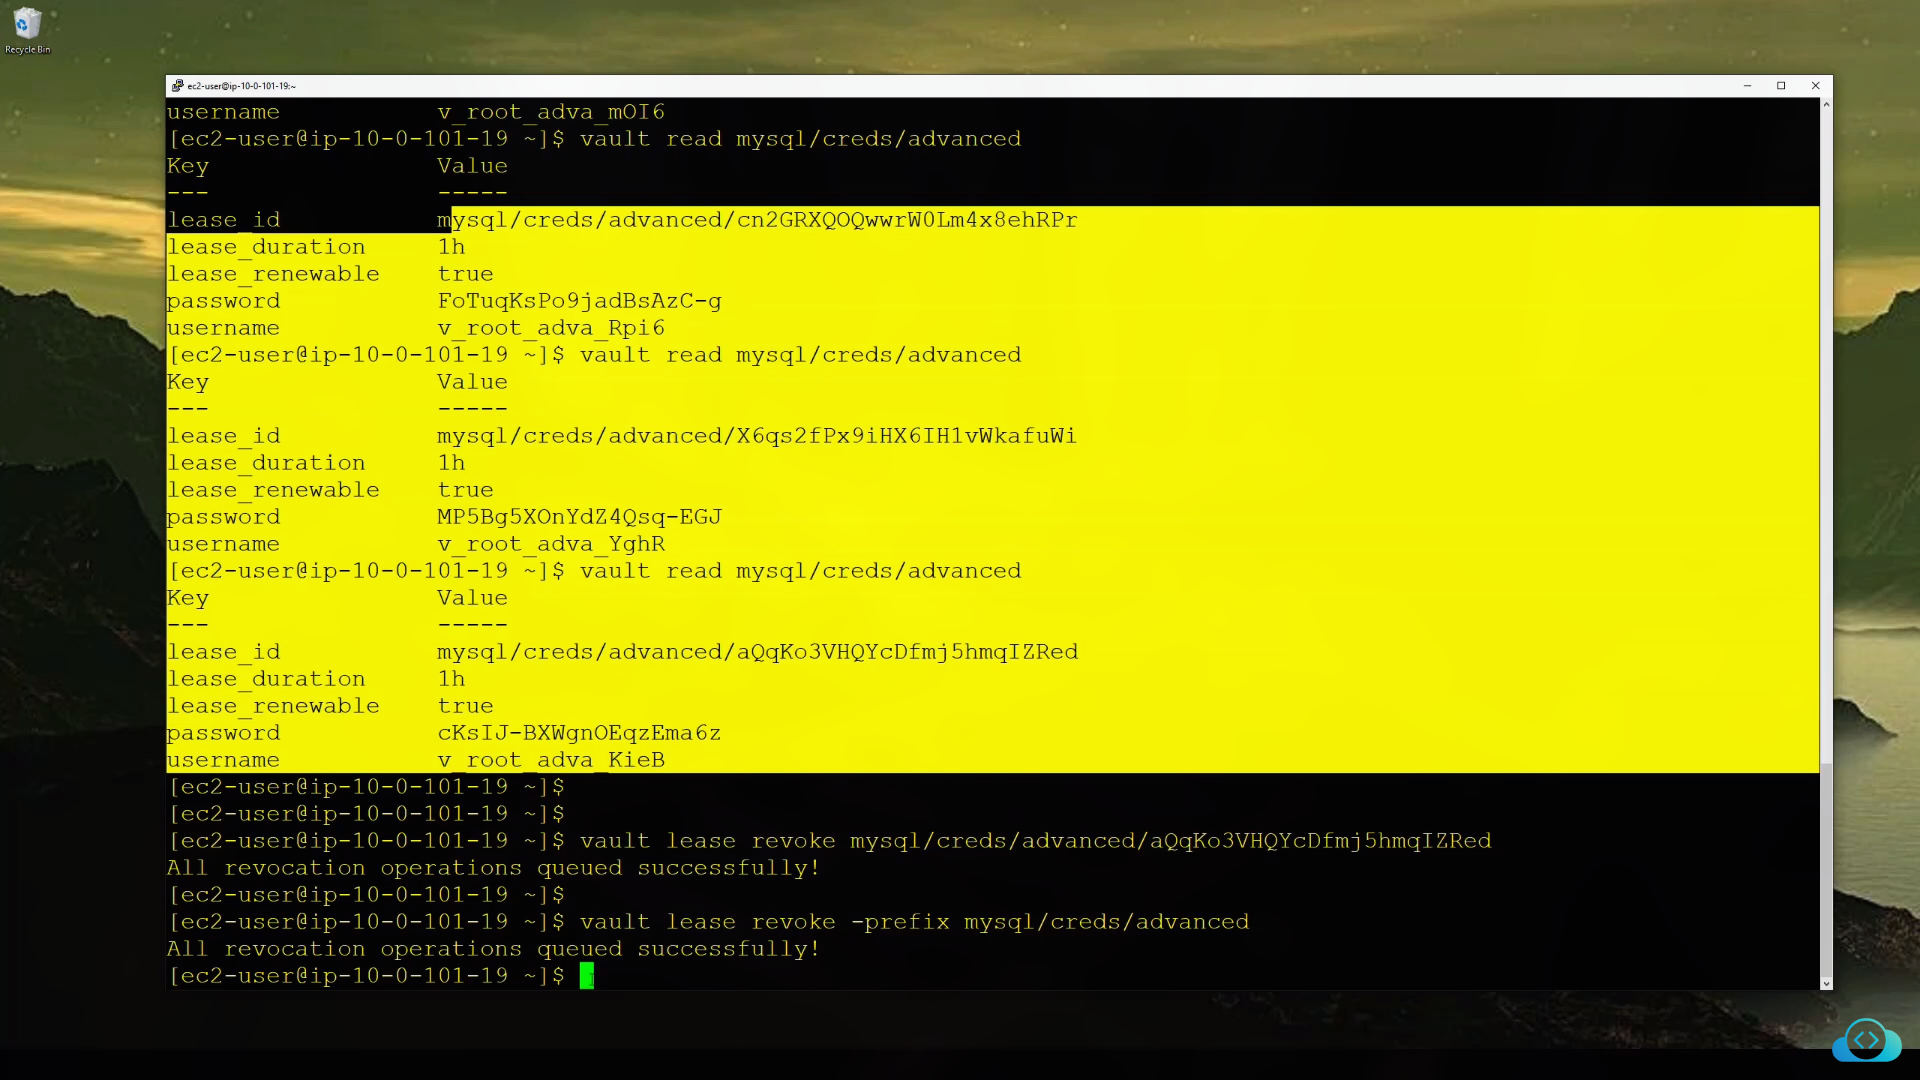 Recycle Bin
ec2-user@ip-10-0-101-19:~
username v_root_adva_mOI6
[ec2-user@ip-10-0-101-19 ~]$ vault read mysql/creds/advanced
Key Value
--- -----
lease_id mysql/creds/advanced/cn2GRXQOQwwrW0Lm4x8ehRPr
lease_duration 1h
lease_renewable true
password FoTuqKsPo9jadBsAzC-g
username v_root_adva_Rpi6
[ec2-user@ip-10-0-101-19 ~]$ vault read mysql/creds/advanced
Key Value
--- -----
lease_id mysql/creds/advanced/X6qs2fPx9iHX6IH1vWkafuWi
lease_duration 1h
lease_renewable true
password MP5Bg5XOnYdZ4Qsq-EGJ
username v_root_adva_YghR
[ec2-user@ip-10-0-101-19 ~]$ vault read mysql/creds/advanced
Key Value
--- -----
lease_id mysql/creds/advanced/aQqKo3VHQYcDfmj5hmqIZRed
lease_duration 1h
lease_renewable true
password cKsIJ-BXWgnOEqzEma6z
username v_root_adva_KieB
[ec2-user@ip-10-0-101-19 ~]$
[ec2-user@ip-10-0-101-19 ~]$
[ec2-user@ip-10-0-101-19 ~]$ vault lease revoke mysql/creds/advanced/aQqKo3VHQYcDfmj5hmqIZRed
All revocation operations queued successfully!
[ec2-user@ip-10-0-101-19 ~]$
[ec2-user@ip-10-0-101-19 ~]$ vault lease revoke -prefix mysql/creds/advanced
All revocation operations queued successfully!
[ec2-user@ip-10-0-101-19 ~]$